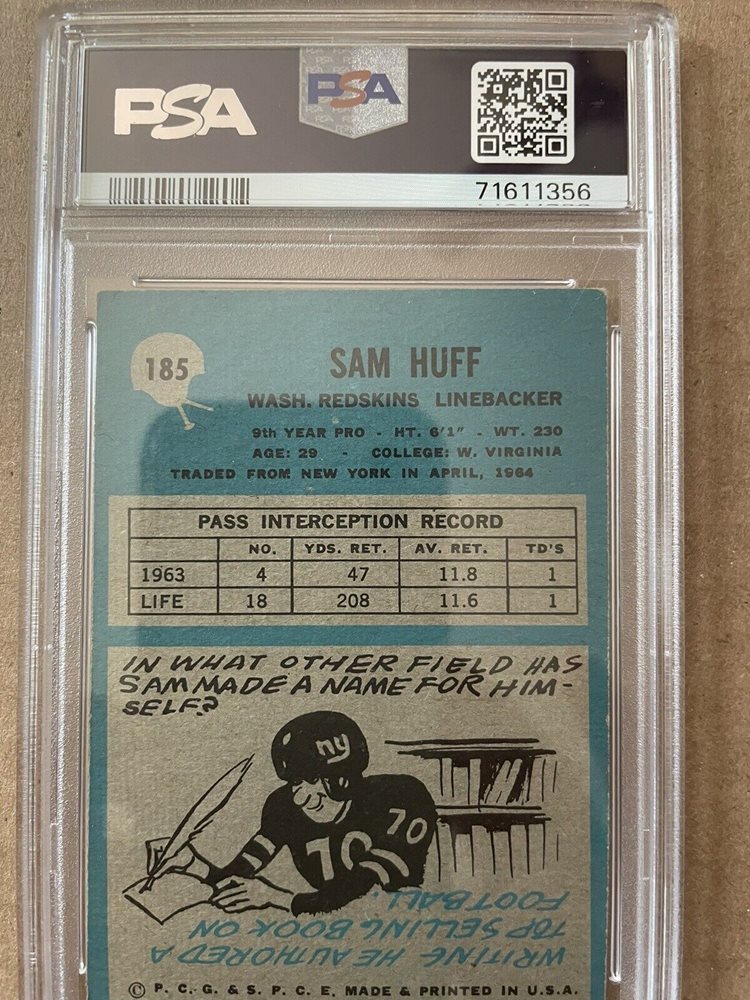 PSA
PSA
71611356
185
SAM HUFF
WASH. REDSKINS LINEBACKER
9th YEAR PRO - HT. 6'1" - WT. 230
AGE: 29 - COLLEGE: W. VIRGINIA
TRADED FROM NEW YORK IN APRIL, 1964
PASS INTERCEPTION RECORD
NO. YDS. RET. AV. RET. TD'S
1963 4 47 11.8 1
LIFE 18 208 11.6 1
IN WHAT OTHER FIELD HAS
SAM MADE A NAME FOR HIM-
SELF?
ny
70
70
WRITING. HE AUTHORED A
TOP SELLING BOOK ON
FOOTBALL.
© P. C. G. & S. P. C. E. MADE & PRINTED IN U.S.A.